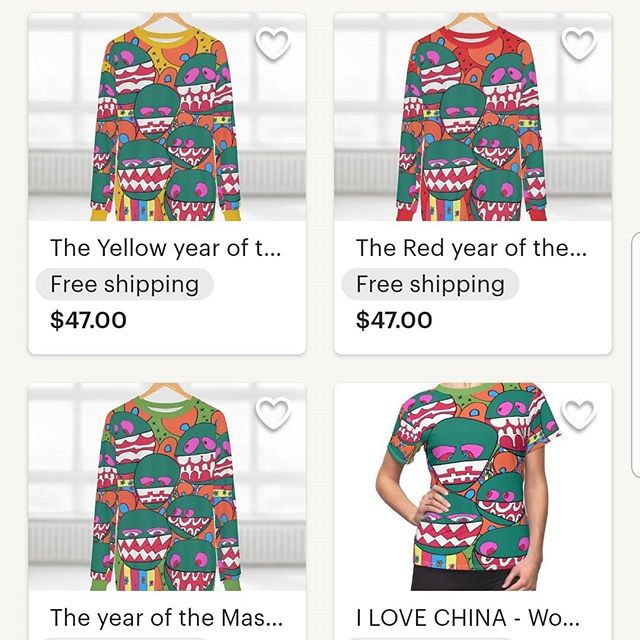 The Yellow year of t...
Free shipping
$47.00
The Red year of the...
Free shipping
$47.00
The year of the Mas...
I LOVE CHINA - Wo...